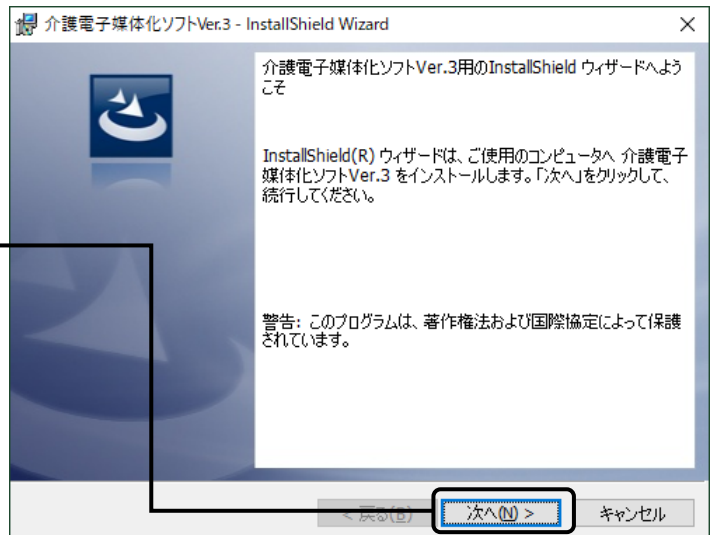 介護電子媒体化ソフトVer.3 - InstallShield Wizard
介護電子媒体化ソフトVer.3用のInstallShield ウィザードへよう
こそ
InstallShield(R) ウィザードは、ご使用のコンピュータへ 介護電子
媒体化ソフトVer.3 をインストールします。「次へ」をクリックして、
続行してください。
警告: このプログラムは、著作権法および国際協定によって保護
されています。
< 戻る(B) 次へ(N) > キャンセル